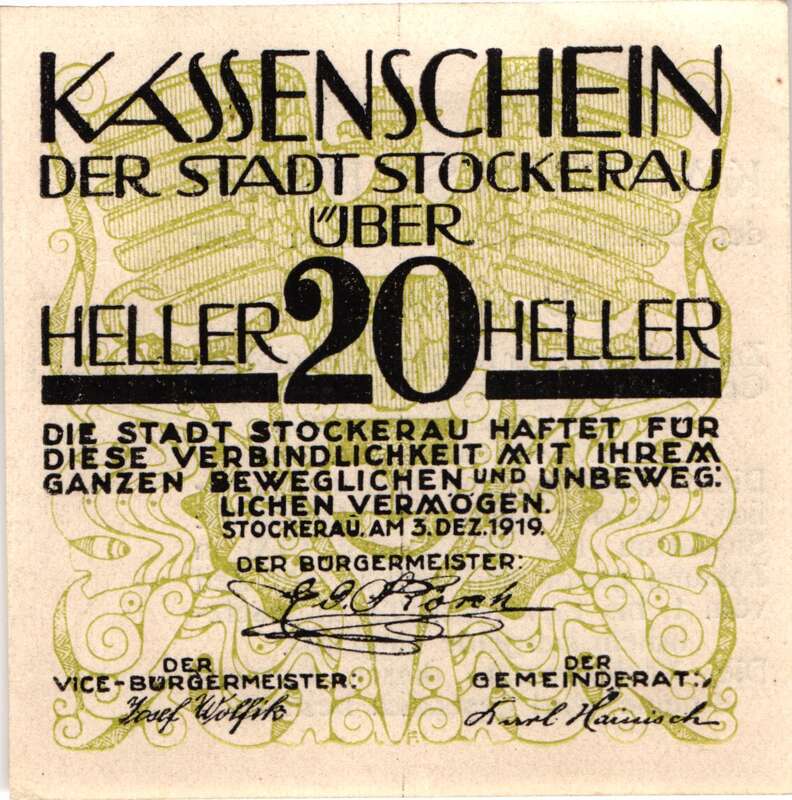 KASSENSCHEIN
DER STADT STOCKERAU
ÜBER
HELLER 20 HELLER
DIE STADT STOCKERAU HAFTET FÜR
DIESE VERBINDLICHKEIT MIT IHREM
GANZEN BEWEGLICHEN UND UNBEWEG:
LICHEN VERMÖGEN.
STOCKERAU. AM 3. DEZ. 1919.
DER BÜRGERMEISTER:
DER
VICE-BÜRGERMEISTER:
Josef Wolfik
DER
GEMEINDERAT:
Karl Hainisch